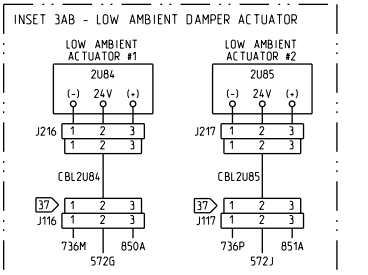 INSET 3AB - LOW AMBIENT DAMPER ACTUATOR
LOW AMBIENT
ACTUATOR #1
LOW AMBIENT
ACTUATOR #2
2U84
2U85
(-) 24V (+)
(-) 24V (+)
J216 1 2 3
1 2 3
J217 1 2 3
1 2 3
CBL2U84
CBL2U85
37 1 2 3
J116 1 2 3
37 1 2 3
J117 1 2 3
736M 850A
572G
736P 851A
572J